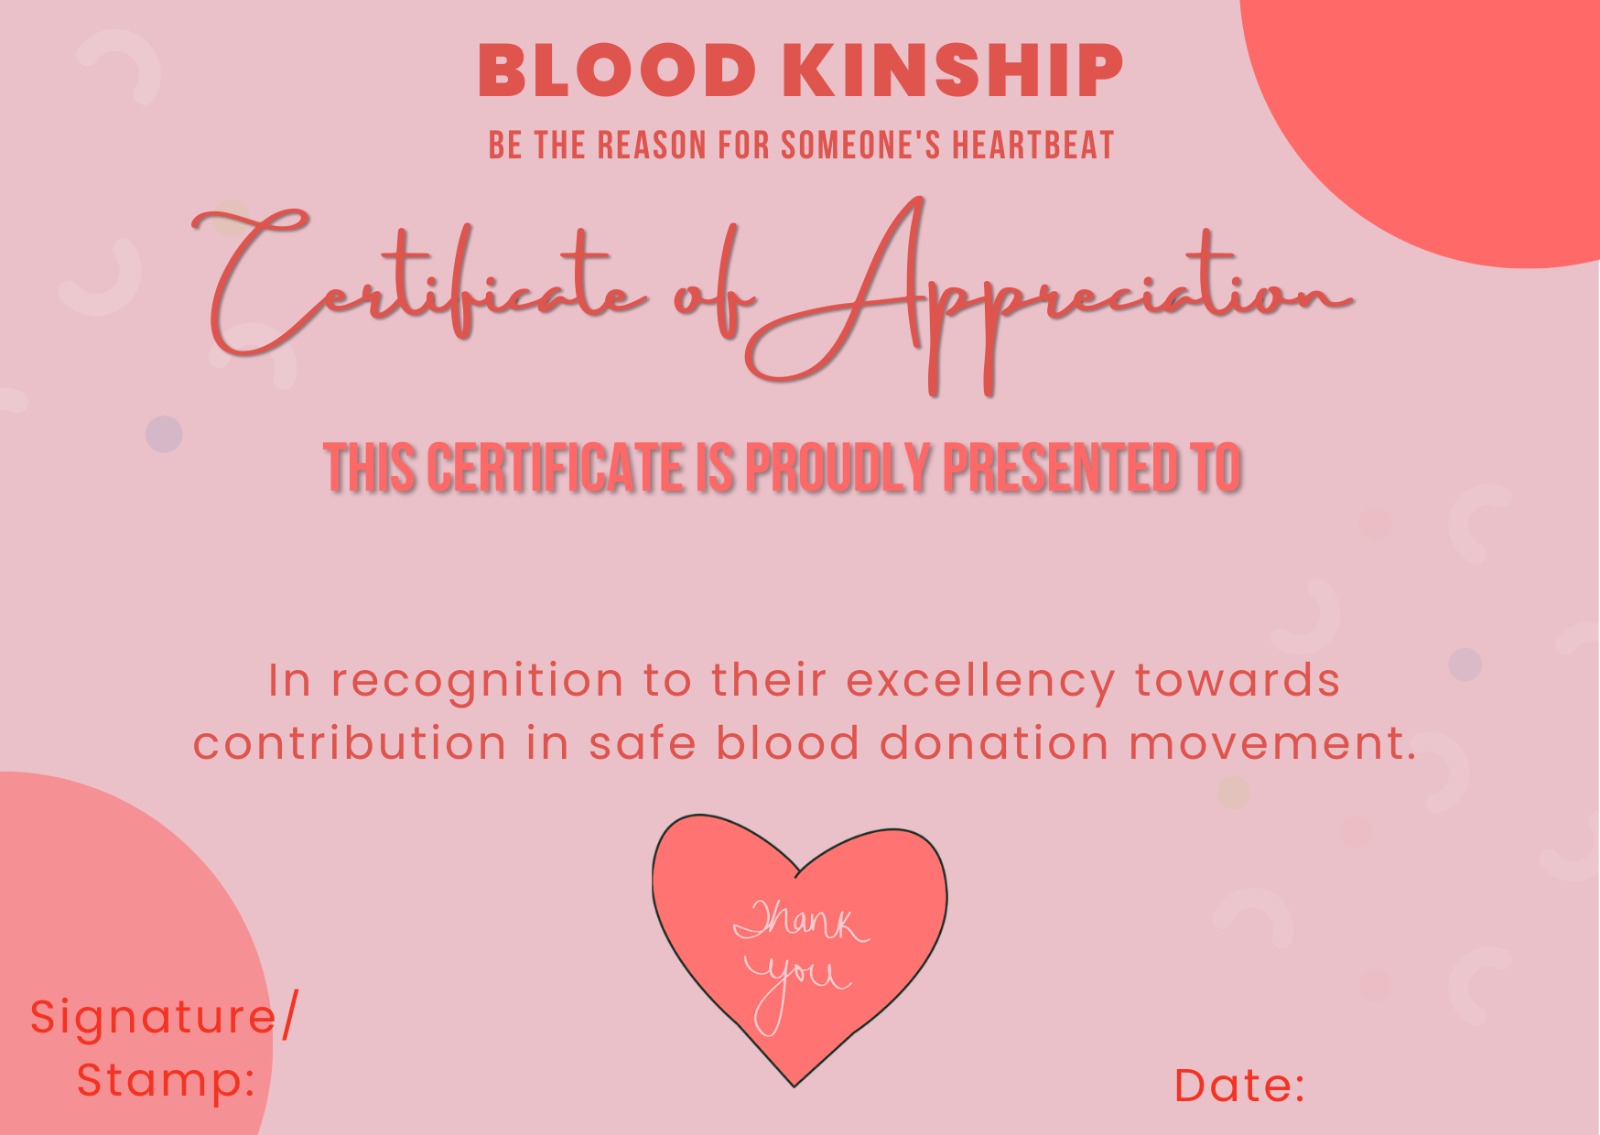 BLOOD KINSHIP
BE THE REASON FOR SOMEONE'S HEARTBEAT
Certificate of Appreciation
THIS CERTIFICATE IS PROUDLY PRESENTED TO
In recognition to their excellency towards
contribution in safe blood donation movement.
Thank
you
Signature/
Stamp:
Date: